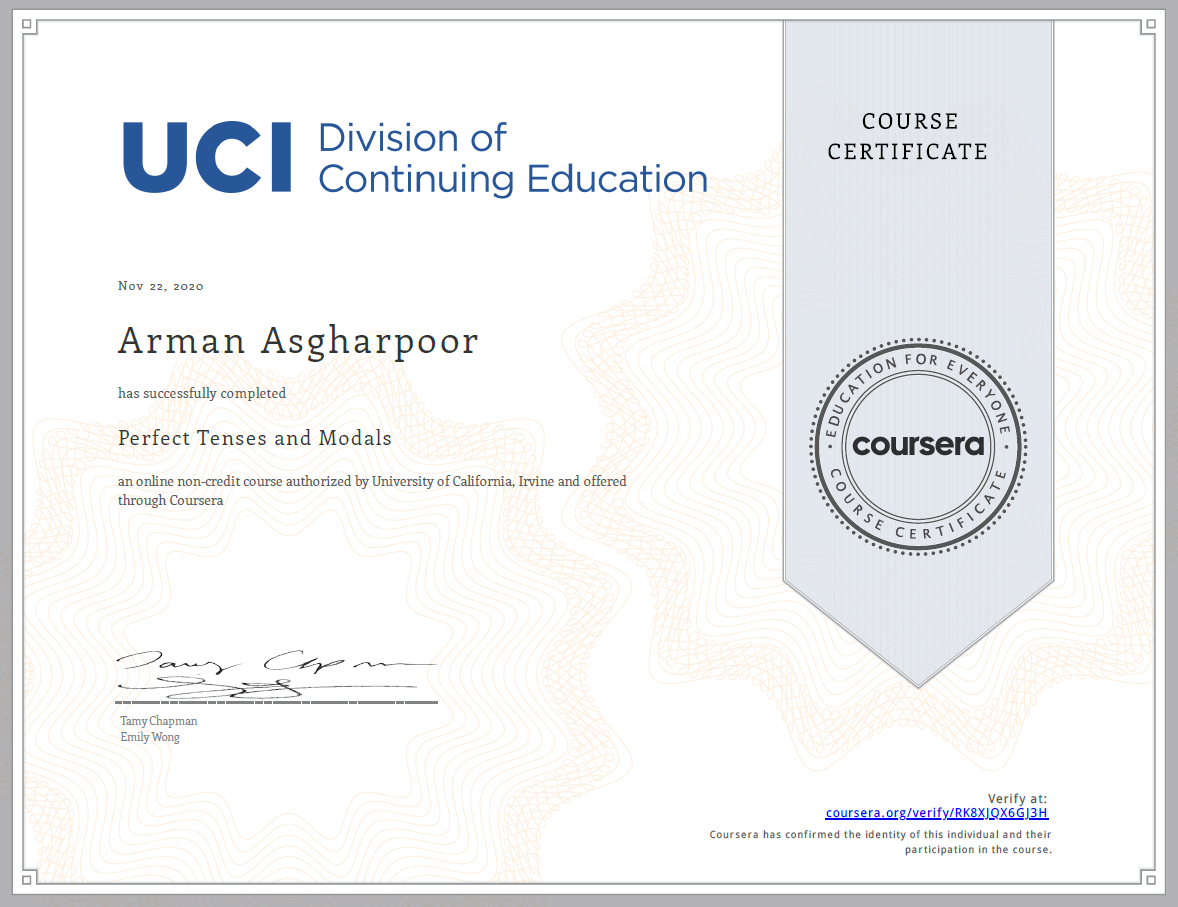 UCI Division of
Continuing Education
COURSE
CERTIFICATE
Nov 22, 2020
Arman Asgharpoor
has successfully completed
Perfect Tenses and Modals
an online non-credit course authorized by University of California, Irvine and offered
through Coursera
EDUCATION FOR EVERYONE
coursera
COURSE CERTIFICATE
Tamy Chapman
Tamy Chapman
Emily Wong
Verify at:
coursera.org/verify/RK8XJQX6GJ3H
Coursera has confirmed the identity of this individual and their
participation in the course.